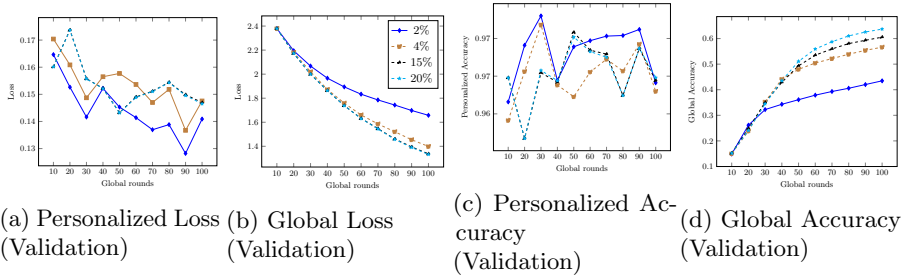 0.17
0.16
0.15
0.14
0.13
Loss
10 20 30 40 50 60 70 80 90 100
Global rounds
(a) Personalized Loss
(Validation)
2.4
2.2
2
1.8
1.6
1.4
Loss
10 20 30 40 50 60 70 80 90 100
Global rounds
2%
4%
15%
20%
(b) Global Loss
(Validation)
0.97
0.97
0.96
Personalized Accuracy
10 20 30 40 50 60 70 80 90 100
Global rounds
(c) Personalized Ac-
curacy
(Validation)
0.6
0.5
0.4
0.3
0.2
0.1
Global Accuracy
10 20 30 40 50 60 70 80 90 100
Global rounds
(d) Global Accuracy
(Validation)